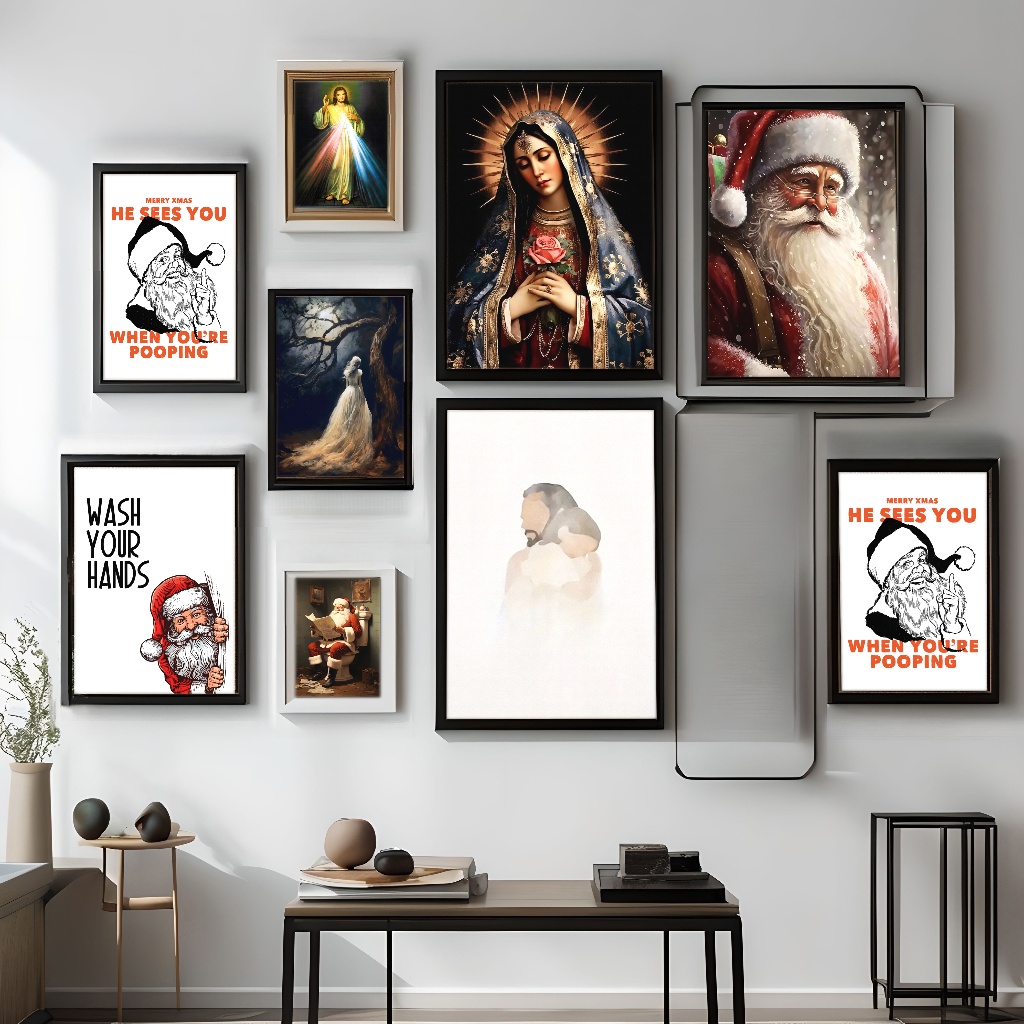 MERRY XMAS
HE SEES YOU
WHEN YOU'RE
POOPING
WASH
YOUR
HANDS
MERRY XMAS
HE SEES YOU
WHEN YOU'RE
POOPING